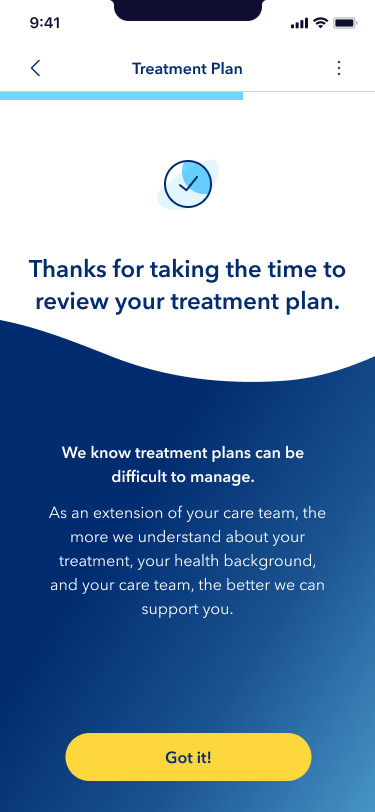 9:41
Treatment Plan
Thanks for taking the time to
review your treatment plan.
We know treatment plans can be
difficult to manage.
As an extension of your care team, the
more we understand about your
treatment, your health background,
and your care team, the better we can
support you.
Got it!